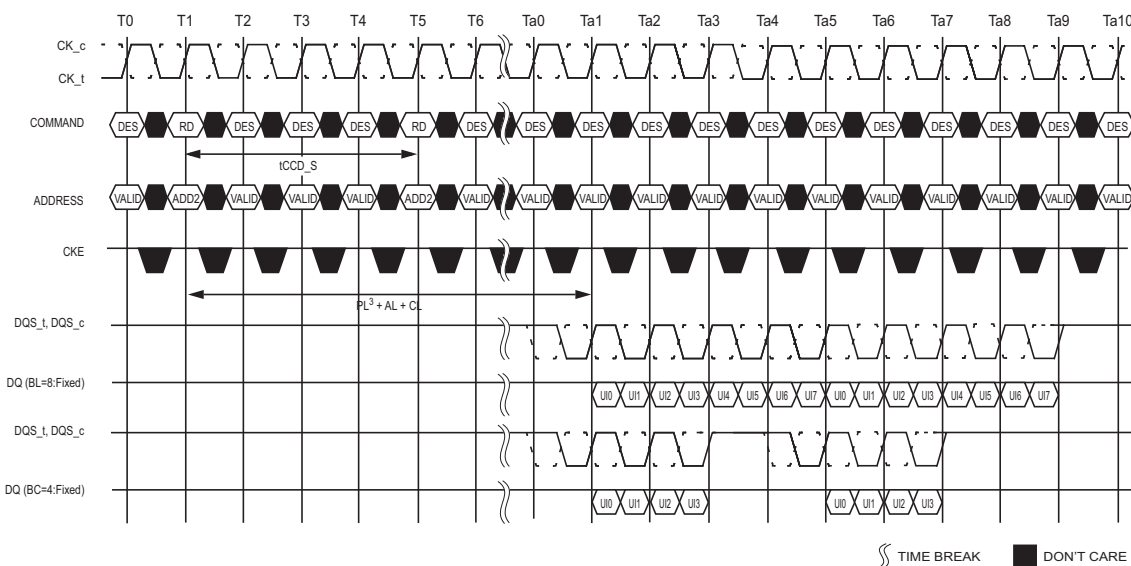 T0 T1 T2 T3 T4 T5 T6 Ta0 Ta1 Ta2 Ta3 Ta4 Ta5 Ta6 Ta7 Ta8 Ta9 Ta10
CK_c
CK_t
COMMAND DES RD DES DES DES RD DES DES DES DES DES DES DES DES DES DES DES DES
tCCD_S
ADDRESS VALID ADD2 VALID VALID VALID ADD2 VALID VALID VALID VALID VALID VALID VALID VALID VALID VALID VALID VALID
CKE
PL³ + AL + CL
DQS_t, DQS_c
DQ (BL=8:Fixed) UI0 UI1 UI2 UI3 UI4 UI5 UI6 UI7 UI0 UI1 UI2 UI3 UI4 UI5 UI6 UI7
DQS_t, DQS_c
DQ (BC=4:Fixed) UI0 UI1 UI2 UI3 UI0 UI1 UI2 UI3
TIME BREAK DON'T CARE